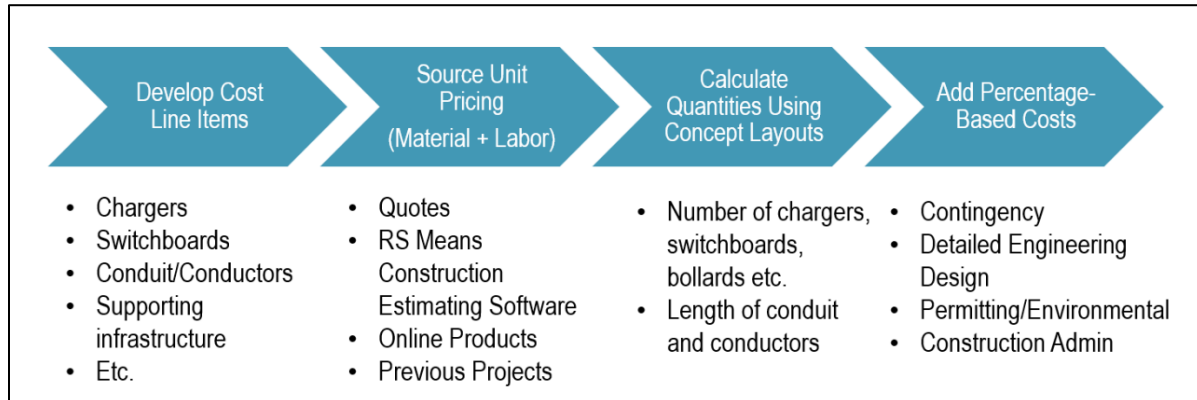 Develop Cost
Line Items
Source Unit
Pricing
(Material + Labor)
Calculate
Quantities Using
Concept Layouts
Add Percentage-
Based Costs
• Chargers
• Switchboards
• Conduit/Conductors
• Supporting
infrastructure
• Etc.
• Quotes
• RS Means
Construction
Estimating Software
• Online Products
• Previous Projects
• Number of chargers,
switchboards,
bollards etc.
• Length of conduit
and conductors
• Contingency
• Detailed Engineering
Design
• Permitting/Environmental
• Construction Admin